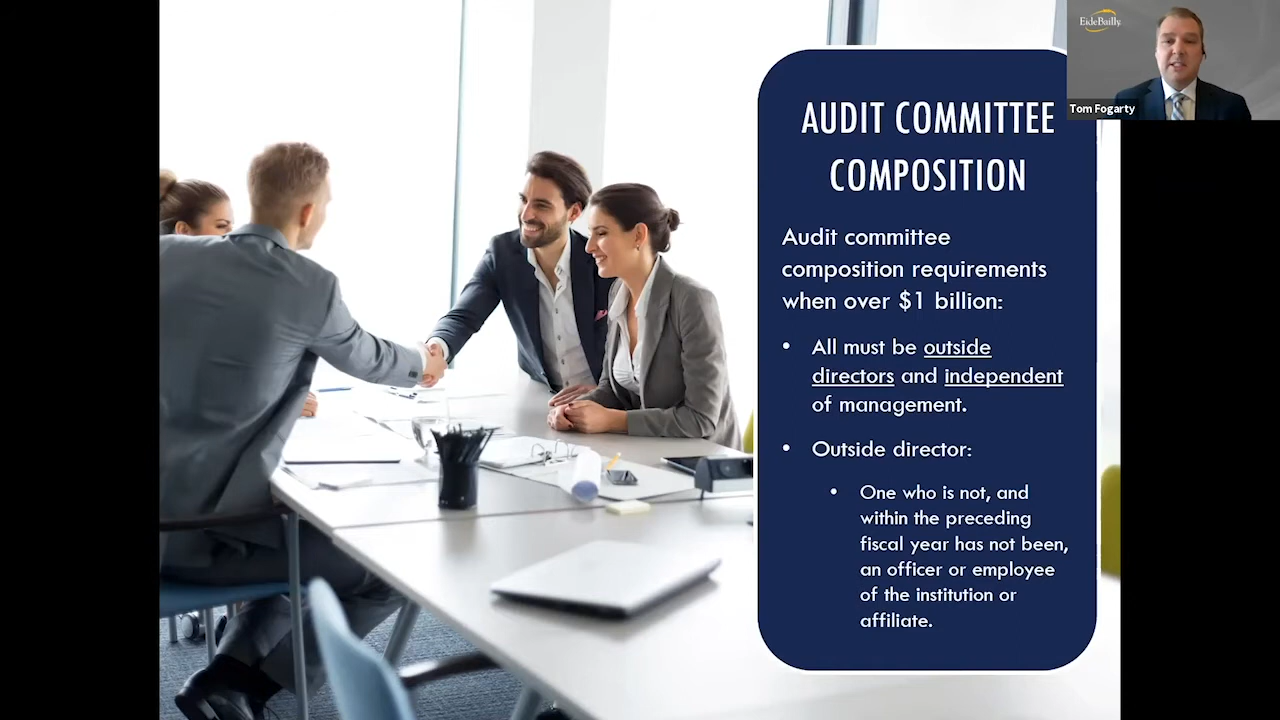 EideBailly
Tom Fogarty
AUDIT COMMITTEE
COMPOSITION
Audit committee
composition requirements
when over $1 billion:
• All must be outside
directors and independent
of management.
• Outside director:
• One who is not, and
within the preceding
fiscal year has not been,
an officer or employee
of the institution or
affiliate.